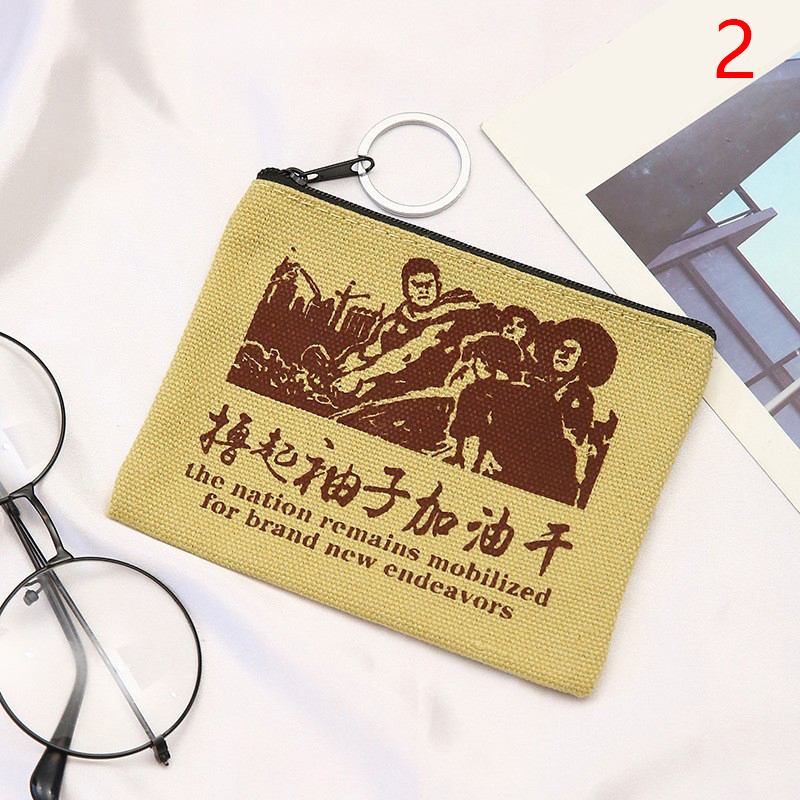 2
撸起袖子加油干
the nation remains mobilized
for brand new endeavors